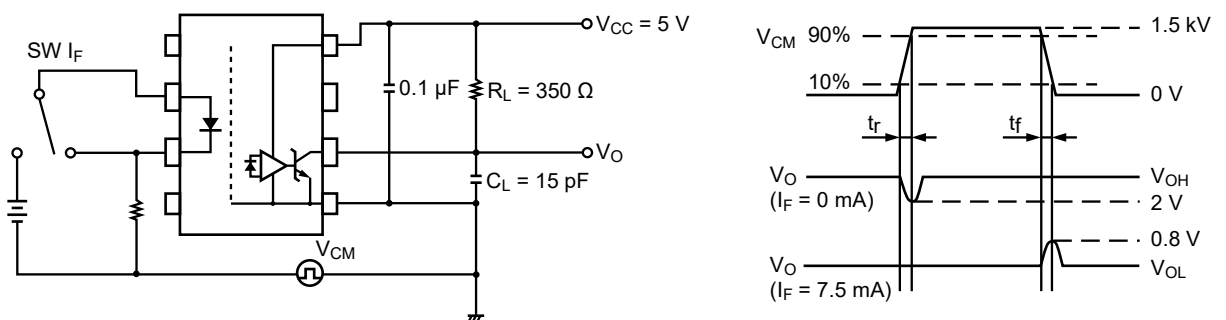 SW I_F
V_CC = 5 V
0.1 µF
R_L = 350 Ω
V_O
C_L = 15 pF
V_CM
V_CM 90%
10%
1.5 kV
0 V
t_r
t_f
V_O
(I_F = 0 mA)
V_OH
2 V
0.8 V
V_O
(I_F = 7.5 mA)
V_OL